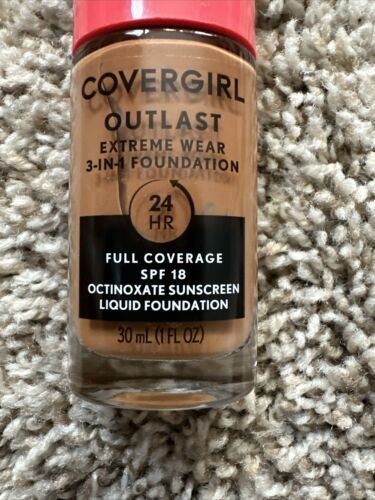 COVERGIRL
OUTLAST
EXTREME WEAR
3-IN-1 FOUNDATION
24
HR
FULL COVERAGE
SPF 18
OCTINOXATE SUNSCREEN
LIQUID FOUNDATION
30 mL (1 FL OZ)